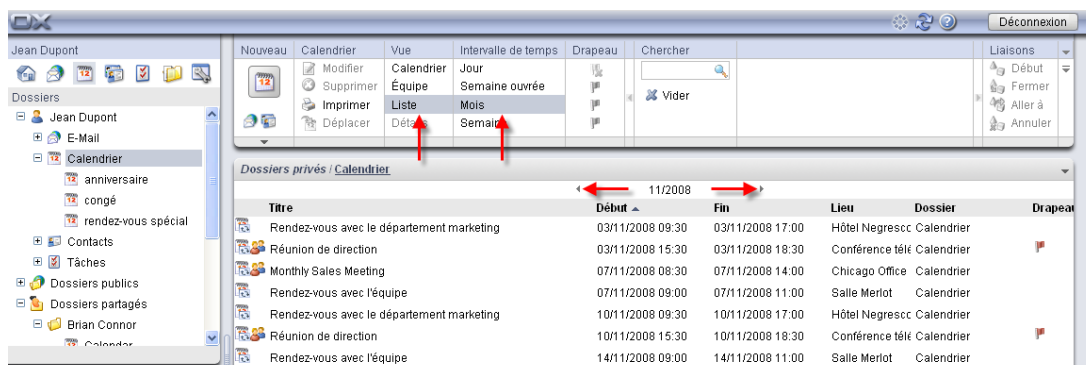 OX Déconnexion
Jean Dupont
Dossiers
Jean Dupont
E-Mail
Calendrier
anniversaire
congé
rendez-vous spécial
Contacts
Tâches
Dossiers publics
Dossiers partagés
Brian Connor
Calendar
Nouveau Calendrier Vue Intervalle de temps Drapeau Chercher Liaisons
12 Modifier Calendrier Jour Début
Supprimer Équipe Semaine ouvrée Vider Fermer
Imprimer Liste Mois Aller à
Déplacer Détails Semaine Annuler
Dossiers privés / Calendrier
11/2008
Titre Début Fin Lieu Dossier Drapeau
Rendez-vous avec le département marketing 03/11/2008 09:30 03/11/2008 17:00 Hôtel Negresco Calendrier
Réunion de direction 03/11/2008 15:30 03/11/2008 18:30 Conférence télé Calendrier
Monthly Sales Meeting 07/11/2008 08:30 07/11/2008 14:00 Chicago Office Calendrier
Rendez-vous avec l'équipe 07/11/2008 09:00 07/11/2008 11:00 Salle Merlot Calendrier
Rendez-vous avec le département marketing 10/11/2008 09:30 10/11/2008 17:00 Hôtel Negresco Calendrier
Réunion de direction 10/11/2008 15:30 10/11/2008 18:30 Conférence télé Calendrier
Rendez-vous avec l'équipe 14/11/2008 09:00 14/11/2008 11:00 Salle Merlot Calendrier